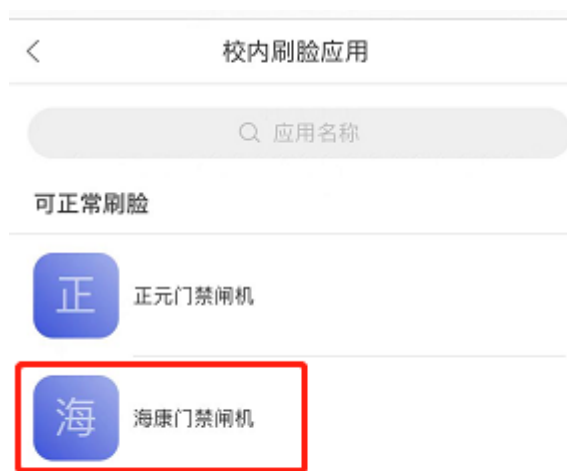 校内刷脸应用
应用名称
可正常刷脸
正
正元门禁闸机
海
海康门禁闸机